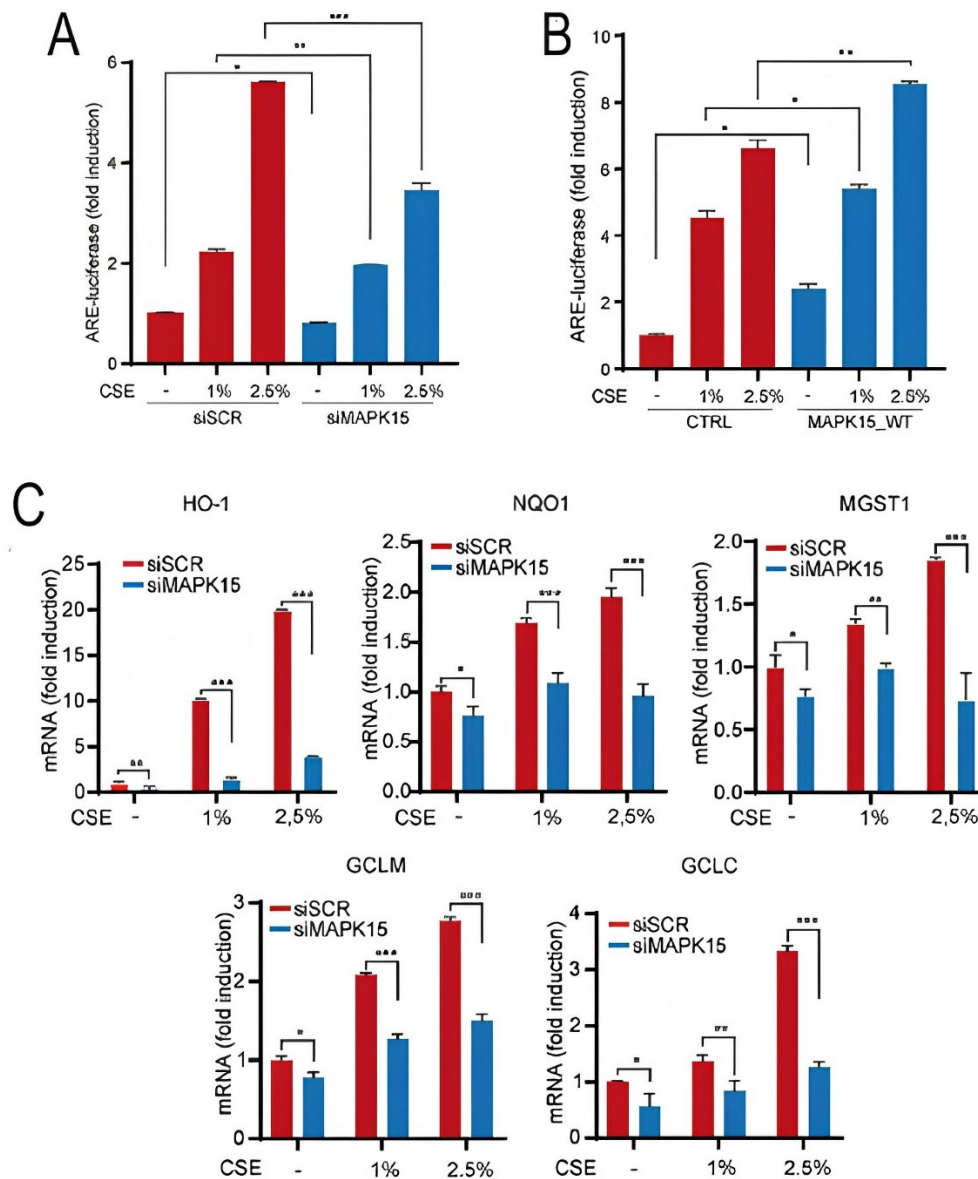 A
ARE-luciferase (fold induction)
6
4
2
0
CSE - 1% 2.5% - 1% 2.5%
siSCR siMAPK15
B
ARE-luciferase (fold induction)
10
8
6
4
2
0
CSE - 1% 2.5% - 1% 2.5%
CTRL MAPK15_WT
C
HO-1
mRNA (fold induction)
25
20
15
10
5
0
siSCR
siMAPK15
CSE - 1% 2,5%
NQO1
mRNA (fold induction)
2.5
2.0
1.5
1.0
0.5
0.0
siSCR
siMAPK15
CSE - 1% 2,5%
MGST1
mRNA (fold induction)
2.0
1.5
1.0
0.5
0.0
siSCR
siMAPK15
CSE - 1% 2,5%
GCLM
mRNA (fold induction)
3
2
1
0
siSCR
siMAPK15
CSE - 1% 2.5%
GCLC
mRNA (fold induction)
4
3
2
1
0
siSCR
siMAPK15
CSE - 1% 2.5%